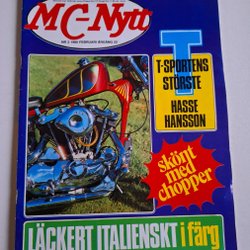 MC-Nytt
T
T-SPORTENS
STÖRSTE
HASSE
HANSSON
skönt
med
chopper
LÄCKERT ITALIENSKT i färg